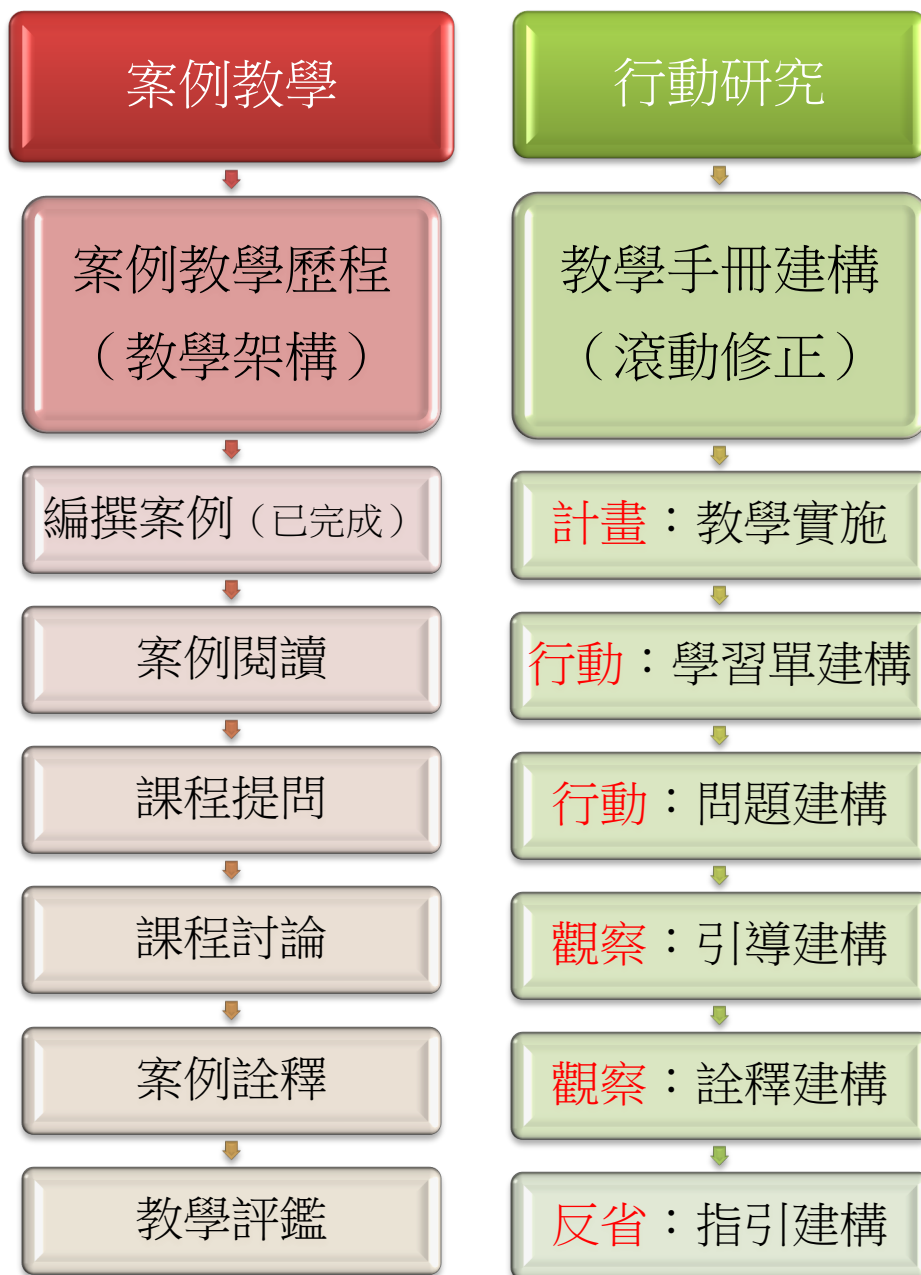 案例教學
案例教學歷程
（教學架構）
編撰案例（已完成）
案例閱讀
課程提問
課程討論
案例詮釋
教學評鑑
行動研究
教學手冊建構
（滾動修正）
計畫：教學實施
行動：學習單建構
行動：問題建構
觀察：引導建構
觀察：詮釋建構
反省：指引建構